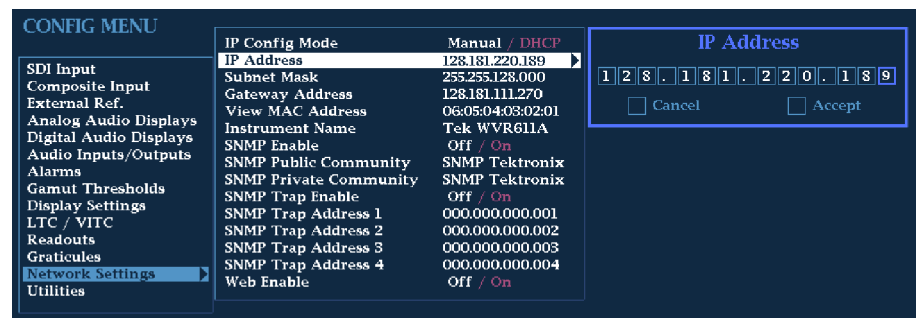 CONFIG MENU
SDI Input
Composite Input
External Ref.
Analog Audio Displays
Digital Audio Displays
Audio Inputs/Outputs
Alarms
Gamut Thresholds
Display Settings
LTC / VITC
Readouts
Graticules
Network Settings
Utilities
IP Config Mode Manual / DHCP
IP Address 128.181.220.189
Subnet Mask 255.255.128.000
Gateway Address 128.181.111.270
View MAC Address 06:05:04:03:02:01
Instrument Name Tek WVR611A
SNMP Enable Off / On
SNMP Public Community SNMP Tektronix
SNMP Private Community SNMP Tektronix
SNMP Trap Enable Off / On
SNMP Trap Address 1 000.000.000.001
SNMP Trap Address 2 000.000.000.002
SNMP Trap Address 3 000.000.000.003
SNMP Trap Address 4 000.000.000.004
Web Enable Off / On
IP Address
128.181.220.189
Cancel Accept